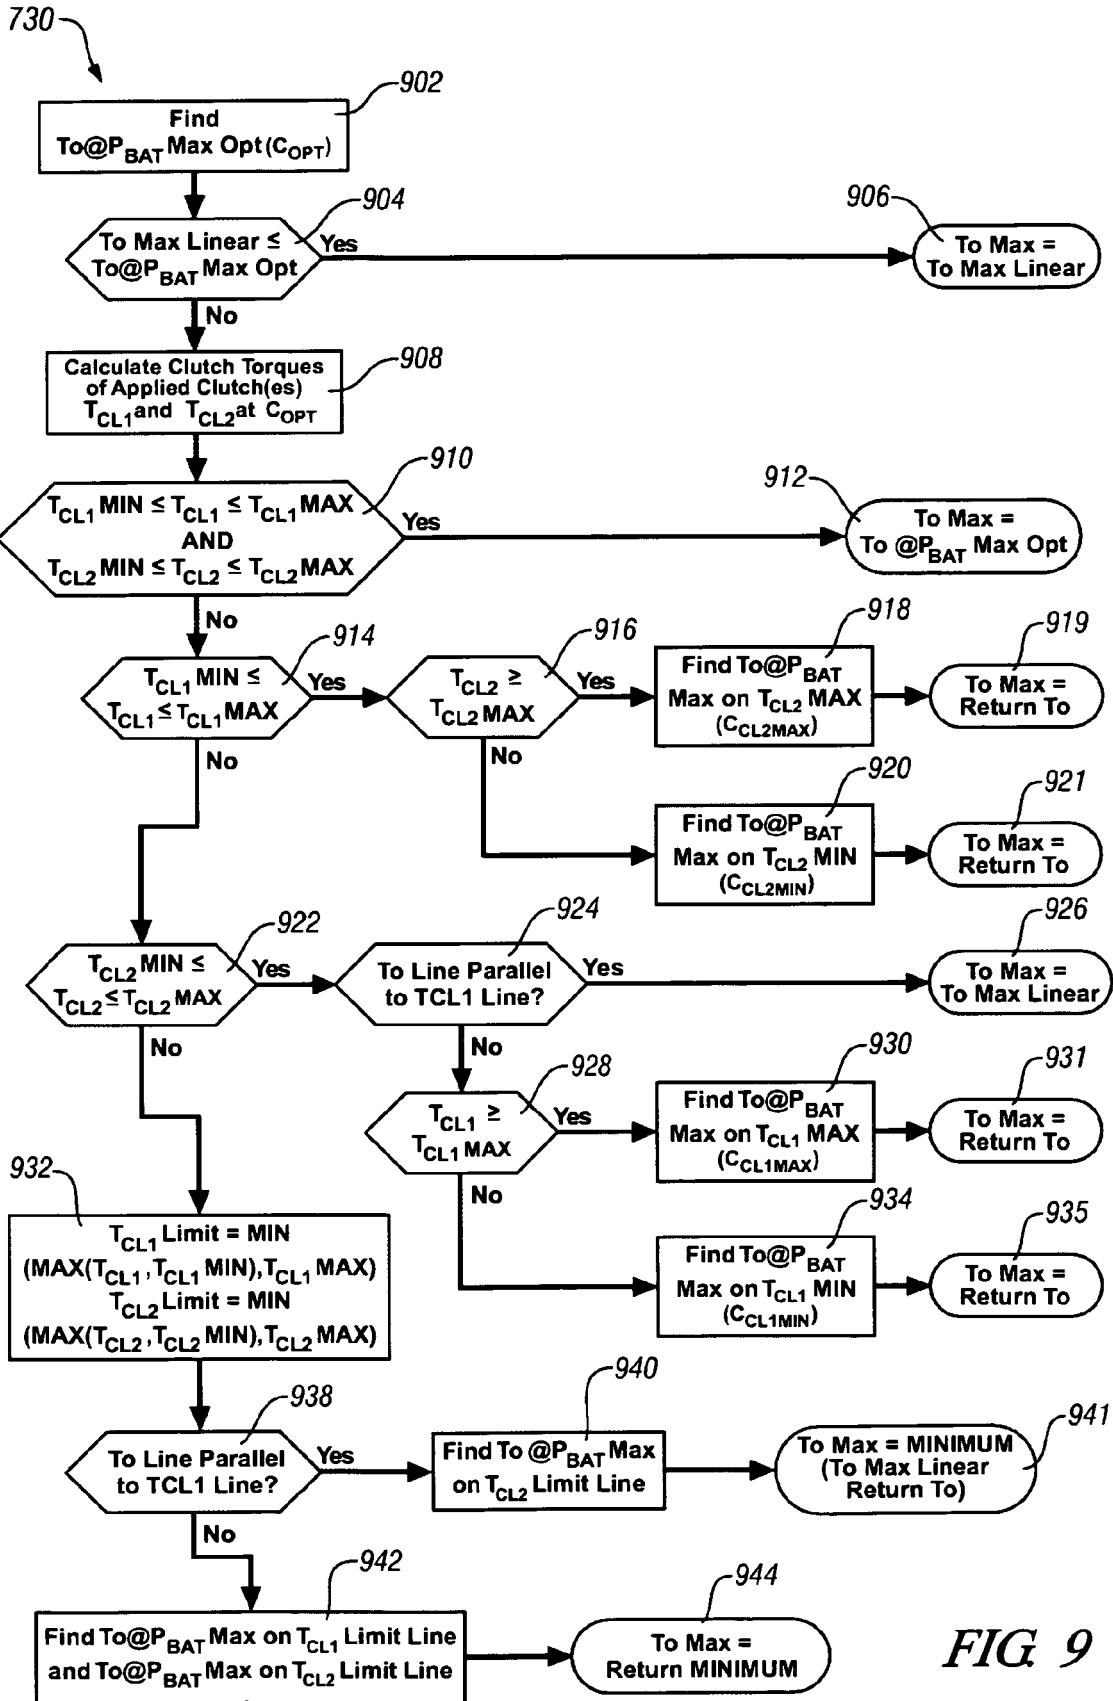 730
902
Find
To@PBAT Max Opt (COPT)
904
To Max Linear ≤
To@PBAT Max Opt
Yes
906
To Max =
To Max Linear
No
908
Calculate Clutch Torques
of Applied Clutch(es)
TCL1 and TCL2 at COPT
910
TCL1 MIN ≤ TCL1 ≤ TCL1 MAX
AND
TCL2 MIN ≤ TCL2 ≤ TCL2 MAX
Yes
912
To Max =
To @PBAT Max Opt
No
914
TCL1 MIN ≤
TCL1 ≤ TCL1 MAX
Yes
916
TCL2 ≥
TCL2 MAX
Yes
918
Find To@PBAT
Max on TCL2 MAX
(CCL2MAX)
919
To Max =
Return To
No
No
920
Find To@PBAT
Max on TCL2 MIN
(CCL2MIN)
921
To Max =
Return To
922
TCL2 MIN ≤
TCL2 ≤ TCL2 MAX
Yes
924
To Line Parallel
to TCL1 Line?
Yes
926
To Max =
To Max Linear
No
No
928
TCL1 ≥
TCL1 MAX
Yes
930
Find To@PBAT
Max on TCL1 MAX
(CCL1MAX)
931
To Max =
Return To
No
934
Find To@PBAT
Max on TCL1 MIN
(CCL1MIN)
935
To Max =
Return To
932
TCL1 Limit = MIN
(MAX(TCL1,TCL1 MIN),TCL1 MAX)
TCL2 Limit = MIN
(MAX(TCL2,TCL2 MIN),TCL2 MAX)
938
To Line Parallel
to TCL1 Line?
Yes
940
Find To @PBAT Max
on TCL2 Limit Line
941
To Max = MINIMUM
(To Max Linear
Return To)
No
942
Find To@PBAT Max on TCL1 Limit Line
and To@PBAT Max on TCL2 Limit Line
944
To Max =
Return MINIMUM
FIG. 9